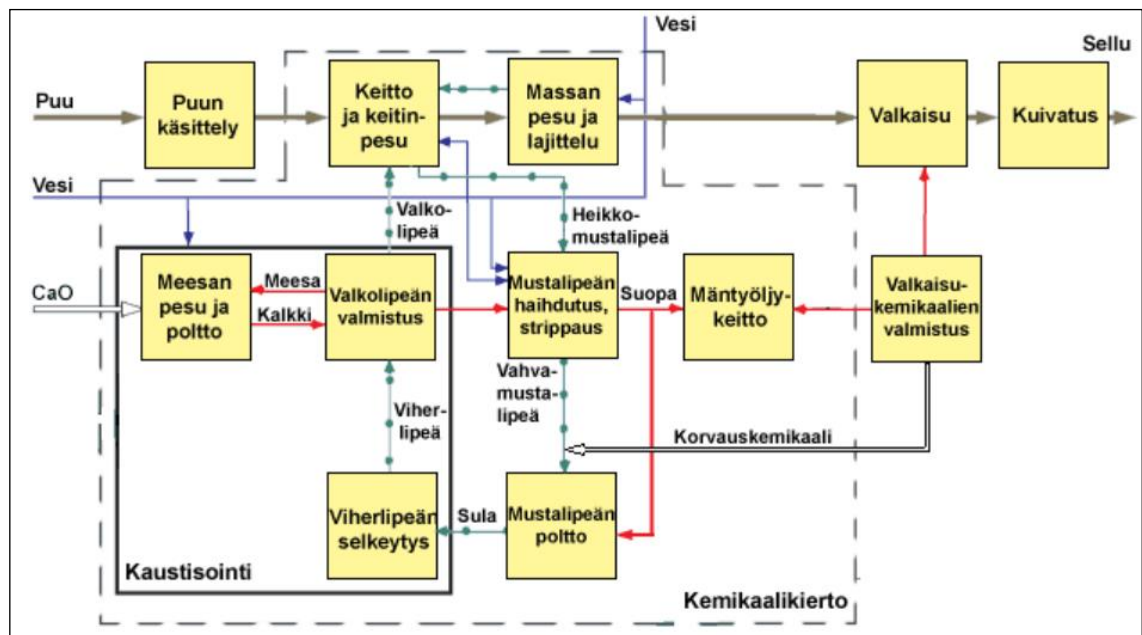 Vesi
Sellu
Puu
Puun
käsittely
Keitto
ja keitin-
pesu
Massan
pesu ja
lajittelu
Valkaisu
Kuivatus
Vesi
Valko-
lipeä
Heikko-
mustalipeä
CaO
Meesan
pesu ja
poltto
Meesa
Kalkki
Valkolipeän
valmistus
Mustalipeän
haihdutus,
strippaus
Suopa
Mäntyöljy-
keitto
Valkaisu-
kemikaalien
valmistus
Viher-
lipeä
Vahva-
musta-
lipeä
Korvauskemikaali
Viherlipeän
selkeytys
Sula
Mustalipeän
poltto
Kaustisointi
Kemikaalikierto